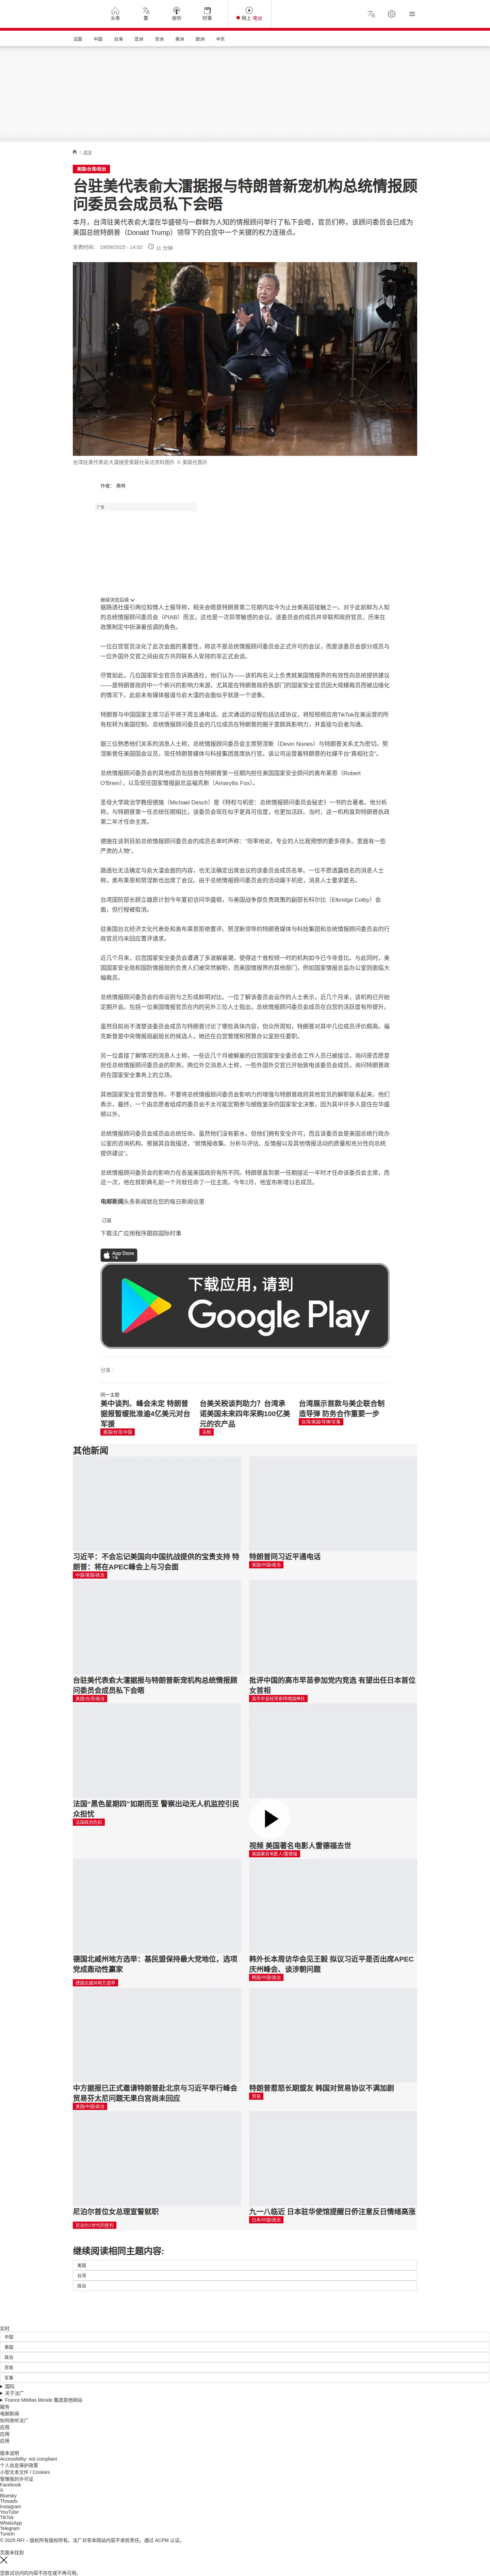 头条
繁
收听
时事
网上 电台
法国
中国
台海
亚洲
非洲
美洲
欧洲
中东
/ 政治
美国/台湾/政治
台驻美代表俞大㵢据报与特朗普新宠机构总统情报顾问委员会成员私下会晤
本月，台湾驻美代表俞大㵢在华盛顿与一群鲜为人知的情报顾问举行了私下会晤，官员们称，该顾问委员会已成为美国总统特朗普（Donald Trump）领导下的白宫中一个关键的权力连接点。
发表时间： 19/09/2025 - 14:02
11 分钟
台湾驻美代表俞大㵢接受美联社采访资料图片 © 美联社图片
作者： 弗林
广告
继续浏览后续
据路透社援引两位知情人士报导称，相关会晤是特朗普第二任期内迄今为止台美高层接触之一。对于此前鲜为人知的总统情报顾问委员会（PIAB）而言，这也是一次异常敏感的会议。该委员会的成员并非联邦政府官员，历来在政策制定中扮演着低调的角色。
一位白宫官员淡化了此次会面的重要性，称这不是总统情报顾问委员会正式许可的会议，而是该委员会部分成员与一位外国外交官之间由双方共同联系人安排的非正式会谈。
尽管如此，几位国家安全官员告诉路透社，他们认为——该机构名义上负责就美国情报界的有效性向总统提供建议——是特朗普政府中一个新兴的影响力来源，尤其是在特朗普政府各部门的国家安全官员因大规模裁员而被边缘化的情况下。此前未有媒体报道与俞大㵢的会面似乎就是一个迹象。
特朗普与中国国家主席习近平将于周五通电话。此次通话的议程包括达成协议，将短视频应用TikTok在美运营的所有权转为美国控制。总统情报顾问委员会的几位成员在特朗普的圈子里颇具影响力，并直接与后者沟通。
据三位熟悉他们关系的消息人士称，总统情报顾问委员会主席努涅斯（Devin Nunes）与特朗普关系尤为密切。努涅斯曾任美国国会议员，现任特朗普媒体与科技集团首席执行官，该公司运营着特朗普的社媒平台“真相社交”。
总统情报顾问委员会的其他成员包括曾在特朗普第一任期内担任美国国家安全顾问的奥布莱恩（Robert O'Brien），以及现任国家情报副总监福克斯（Amaryllis Fox）。
圣母大学政治学教授德施（Michael Desch）是《特权与机密：总统情报顾问委员会秘史》一书的合著者。他分析称，与特朗普第一任总统任期相比，该委员会现在似乎更具可信度，也更加活跃。当时，这一机构直到特朗普执政第二年才任命主席。
德施在谈到目前总统情报顾问委员会的成员名单时声称：“坦率地说，专业的人比我预想的要多得多。里面有一些严肃的人物”。
路透社无法确定与俞大㵢会面的内容，也无法确定出席会议的该委员会成员名单。一位不愿透露姓名的消息人士称，奥布莱恩和努涅斯也出席了会议。由于总统情报顾问委员会的活动属于机密，消息人士要求匿名。
台湾国防部长顾立雄原计划今年夏初访问华盛顿，与美国战争部负责政策的副部长科尔比（Elbridge Colby）会面，但行程被取消。
驻美国台北经济文化代表处和奥布莱恩拒绝置评。努涅斯领导的特朗普媒体与科技集团和总统情报顾问委员会的行政官员均未回应置评请求。
近几个月来，白宫国家安全委员会遭遇了多波解雇潮，使得这个曾权倾一时的机构如今已今非昔比。与此同时，美国国家安全局和国防情报局的负责人们被突然解职，而美国情报界的其他部门，例如国家情报总监办公室则面临大幅裁员。
总统情报顾问委员会的命运则与之形成鲜明对比。一位了解该委员会运作的人士表示，近几个月来，该机构已开始定期开会。包括一位美国情报官员在内的另外三位人士指出，总统情报顾问委员会成员在白宫的活跃度有所提升。
虽然目前尚不清楚该委员会成员与特朗普讨论了哪些具体内容，但众所周知，特朗普对其中几位成员评价颇高。福克斯曾是中央情报局副局长的候选人，她还在白宫管理和预算办公室担任要职。
另一位直接了解情况的消息人士称，一些近几个月被解雇的白宫国家安全委员会工作人员已被接洽，询问是否愿意担任总统情报顾问委员会的职务。两位外交消息人士称，一些外国外交官已开始致电该委员会成员，询问特朗普政府在国家安全事务上的立场。
其他国家安全官员警告称，不要将总统情报顾问委员会影响力的增强与特朗普政府其他官员的解职联系起来。他们表示，最终，一个由志愿者组成的委员会不太可能定期参与细致复杂的国家安全决策，因为其中许多人居住在华盛顿以外。
总统情报顾问委员会成员由总统任命。虽然他们没有薪水，但他们拥有安全许可，而且该委员会是美国总统行政办公室的咨询机构。根据其自我描述，“就情报收集、分析与评估、反情报以及其他情报活动的质量和充分性向总统提供建议”。
总统情报顾问委员会的影响力在各届美国政府有所不同。特朗普直到第一任期接近一半时才任命该委员会主席，而这一次，他在就职典礼前一个月就任命了一位主席。今年2月，他宣布新增11名成员。
电邮新闻头条新闻就在您的每日新闻信里
订阅
下载法广应用程序跟踪国际时事
App Store
下载
下载应用，请到
Google Play
分享 :
同一主题
美中谈判、峰会未定 特朗普据报暂缓批准逾4亿美元对台军援
美国/台湾/中国
台美关税谈判助力？台湾承诺美国未来四年采购100亿美元的农产品
关税
台湾展示首款与美企联合制造导弹 防务合作重要一步
台湾/美国/导弹/军事
其他新闻
习近平：不会忘记美国向中国抗战提供的宝贵支持 特朗普：将在APEC峰会上与习会面
中国/美国/政治
特朗普同习近平通电话
美国/中国/政治
台驻美代表俞大㵢据报与特朗普新宠机构总统情报顾问委员会成员私下会晤
美国/台湾/政治
批评中国的高市早苗参加党内竞选 有望出任日本首位女首相
高市早苗经常参拜靖国神社
法国“黑色星期四”如期而至 警察出动无人机监控引民众担忧
法国政治危机
视频 美国著名电影人雷德福去世
美国著名电影人/雷德福
德国北威州地方选举：基民盟保持最大党地位，选项党成轰动性赢家
德国北威州地方选举
韩外长本周访华会见王毅 拟议习近平是否出席APEC庆州峰会、谈涉朝问题
韩国/中国/政治
中方据报已正式邀请特朗普赴北京与习近平举行峰会 贸易芬太尼问题无果白宫尚未回应
美国/中国/政治
特朗普惹怒长期盟友 韩国对贸易协议不满加剧
贸易
尼泊尔首位女总理宣誓就职
尼泊尔Z世代的胜利
九一八临近 日本驻华使馆提醒日侨注意反日情绪高涨
日本/中国/政治
继续阅读相同主题内容:
美国
台湾
政治
实时
中国
美国
政治
贸易
军事
国际
关于法广
France Médias Monde 集团其他网站
服务
电邮新闻
如何收听法广
应用
应用
应用
版本说明
Accessibility: not compliant
个人信息保护政策
小型文本文件 / Cookies
管理我的许可证
Facebook
X
Bluesky
Threads
Instagram
YouTube
TikTok
WhatsApp
Telegram
TuneIn
© 2025 RFI – 版权所有版权所有。法广对非本网站内容不承担责任。通过 ACPM 认证。
页面未找到
您尝试访问的内容不存在或不再可用。